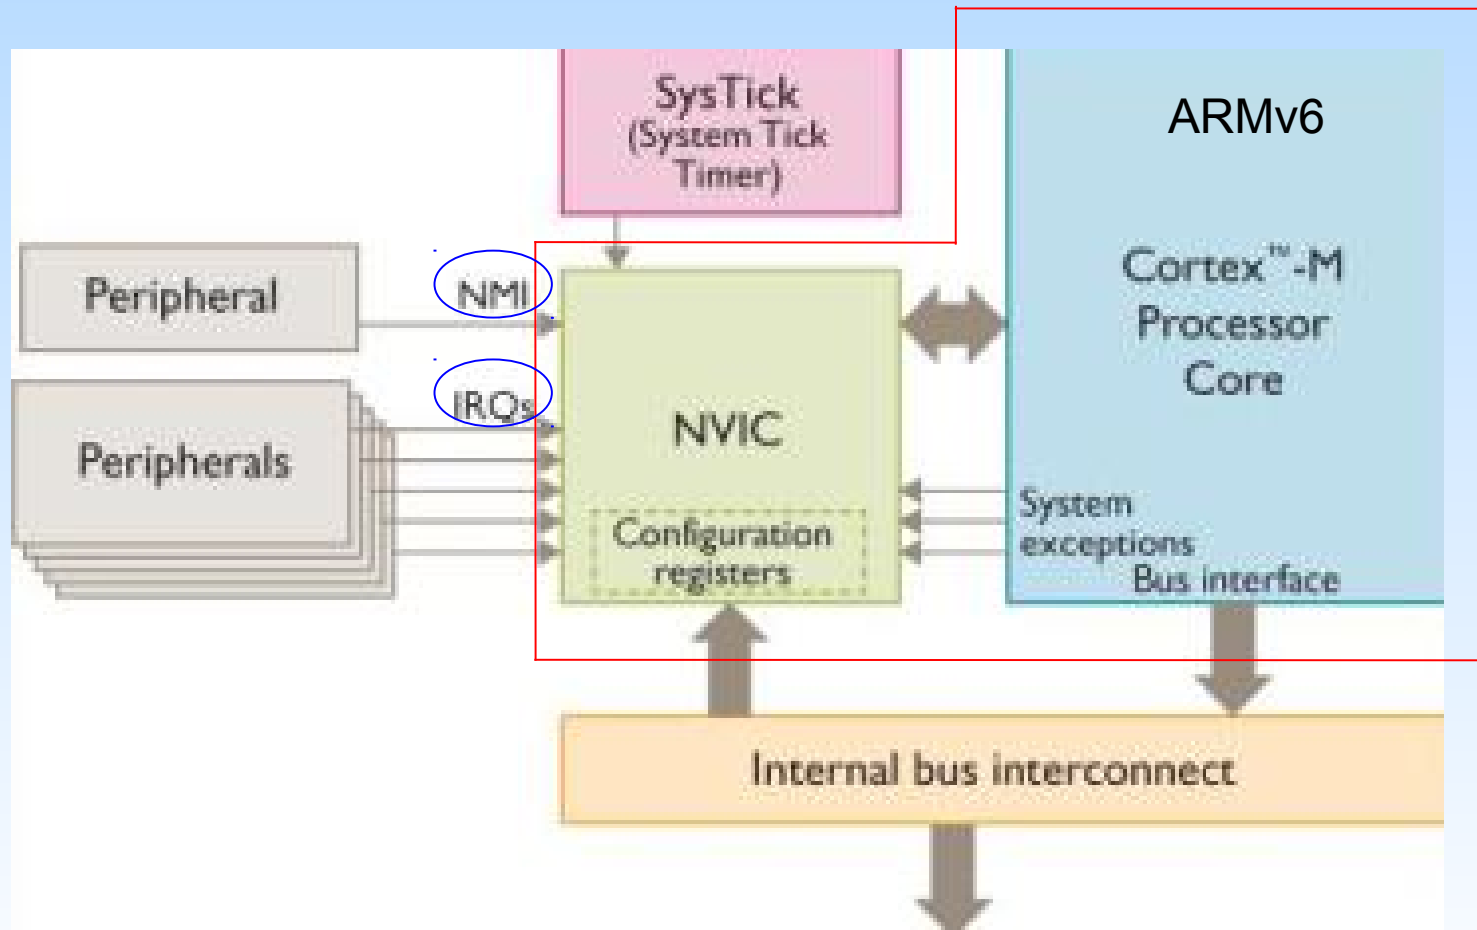 SysTick
(System Tick
Timer)
ARMv6
Peripheral
NMI
Cortex™-M
Processor
Core
IRQs
NVIC
Peripherals
System
exceptions
Configuration
registers
Bus interface
Internal bus interconnect